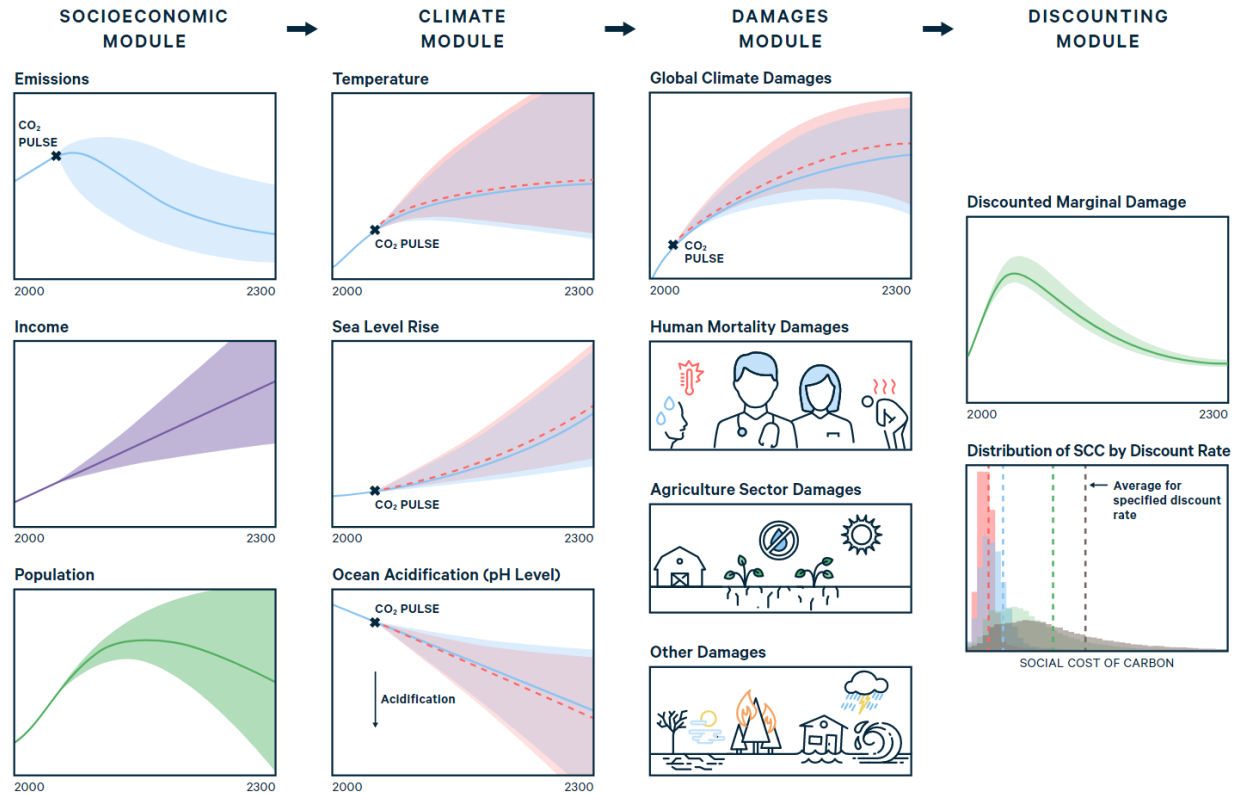 SOCIOECONOMIC
MODULE
CLIMATE
MODULE
DAMAGES
MODULE
DISCOUNTING
MODULE
Emissions
CO₂
PULSE
2000
2300
Income
2000
2300
Population
2000
2300
Temperature
CO₂ PULSE
2000
2300
Sea Level Rise
CO₂ PULSE
2000
2300
Ocean Acidification (pH Level)
CO₂ PULSE
Acidification
2000
2300
Global Climate Damages
CO₂
PULSE
2000
2300
Human Mortality Damages
Agriculture Sector Damages
Other Damages
Discounted Marginal Damage
2000
2300
Distribution of SCC by Discount Rate
Average for
specified discount
rate
SOCIAL COST OF CARBON